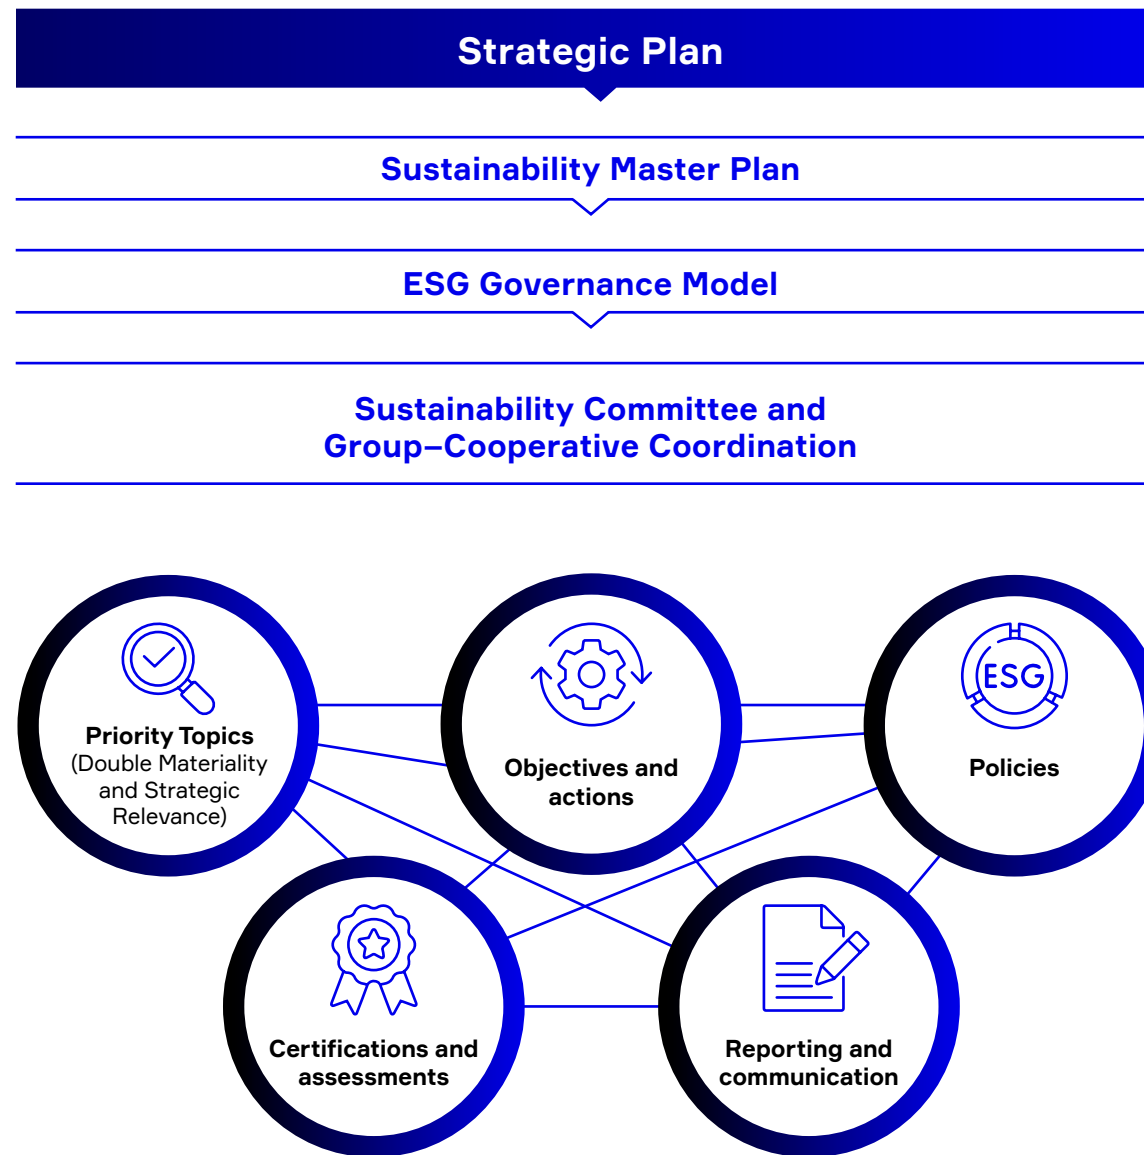 Strategic Plan
Sustainability Master Plan
ESG Governance Model
Sustainability Committee and
Group–Cooperative Coordination
Priority Topics
(Double Materiality
and Strategic
Relevance)
Objectives and
actions
ESG
Policies
Certifications and
assessments
Reporting and
communication